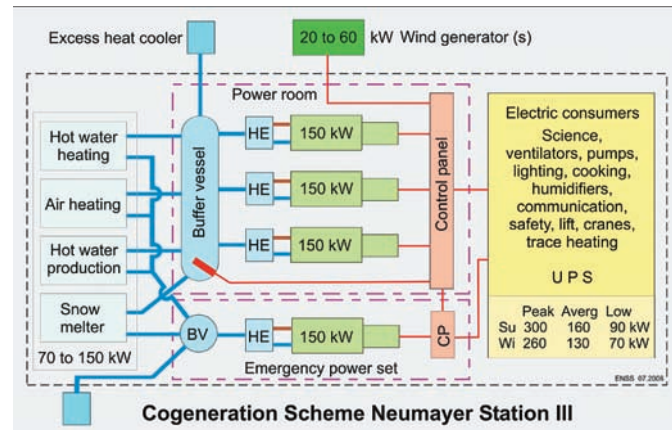 Excess heat cooler
20 to 60 kW Wind generator (s)
Power room
Hot water
heating
Air heating
Hot water
production
Snow
melter
70 to 150 kW
Buffer vessel
HE
150 kW
HE
150 kW
HE
150 kW
Control panel
BV
HE
150 kW
CP
Emergency power set
Electric consumers
Science,
ventilators, pumps,
lighting, cooking,
humidifiers,
communication,
safety, lift, cranes,
trace heating
U P S
Peak Averg Low
Su 300 160 90 kW
Wi 260 130 70 kW
ENSS 07.2008
Cogeneration Scheme Neumayer Station III